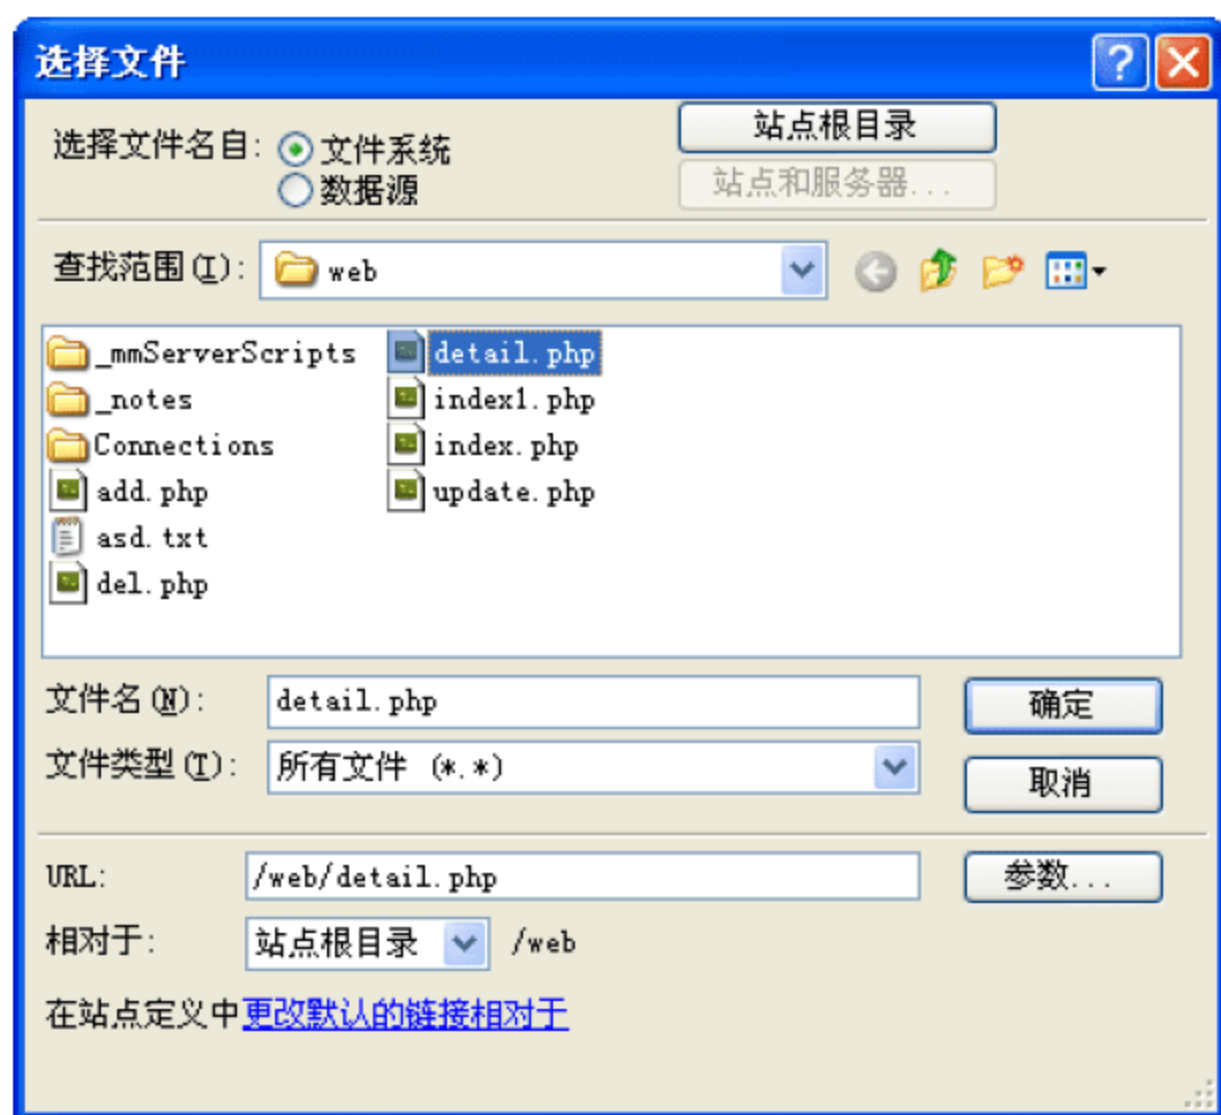 选择文件
选择文件名自: 文件系统 站点根目录
数据源 站点和服务器...
查找范围(I): web
_mmServerScripts detail.php
_notes index1.php
Connections index.php
add.php update.php
asd.txt
del.php
文件名(N): detail.php 确定
文件类型(T): 所有文件 (*.*) 取消
URL: /web/detail.php 参数...
相对于: 站点根目录 /web
在站点定义中更改默认的链接相对于